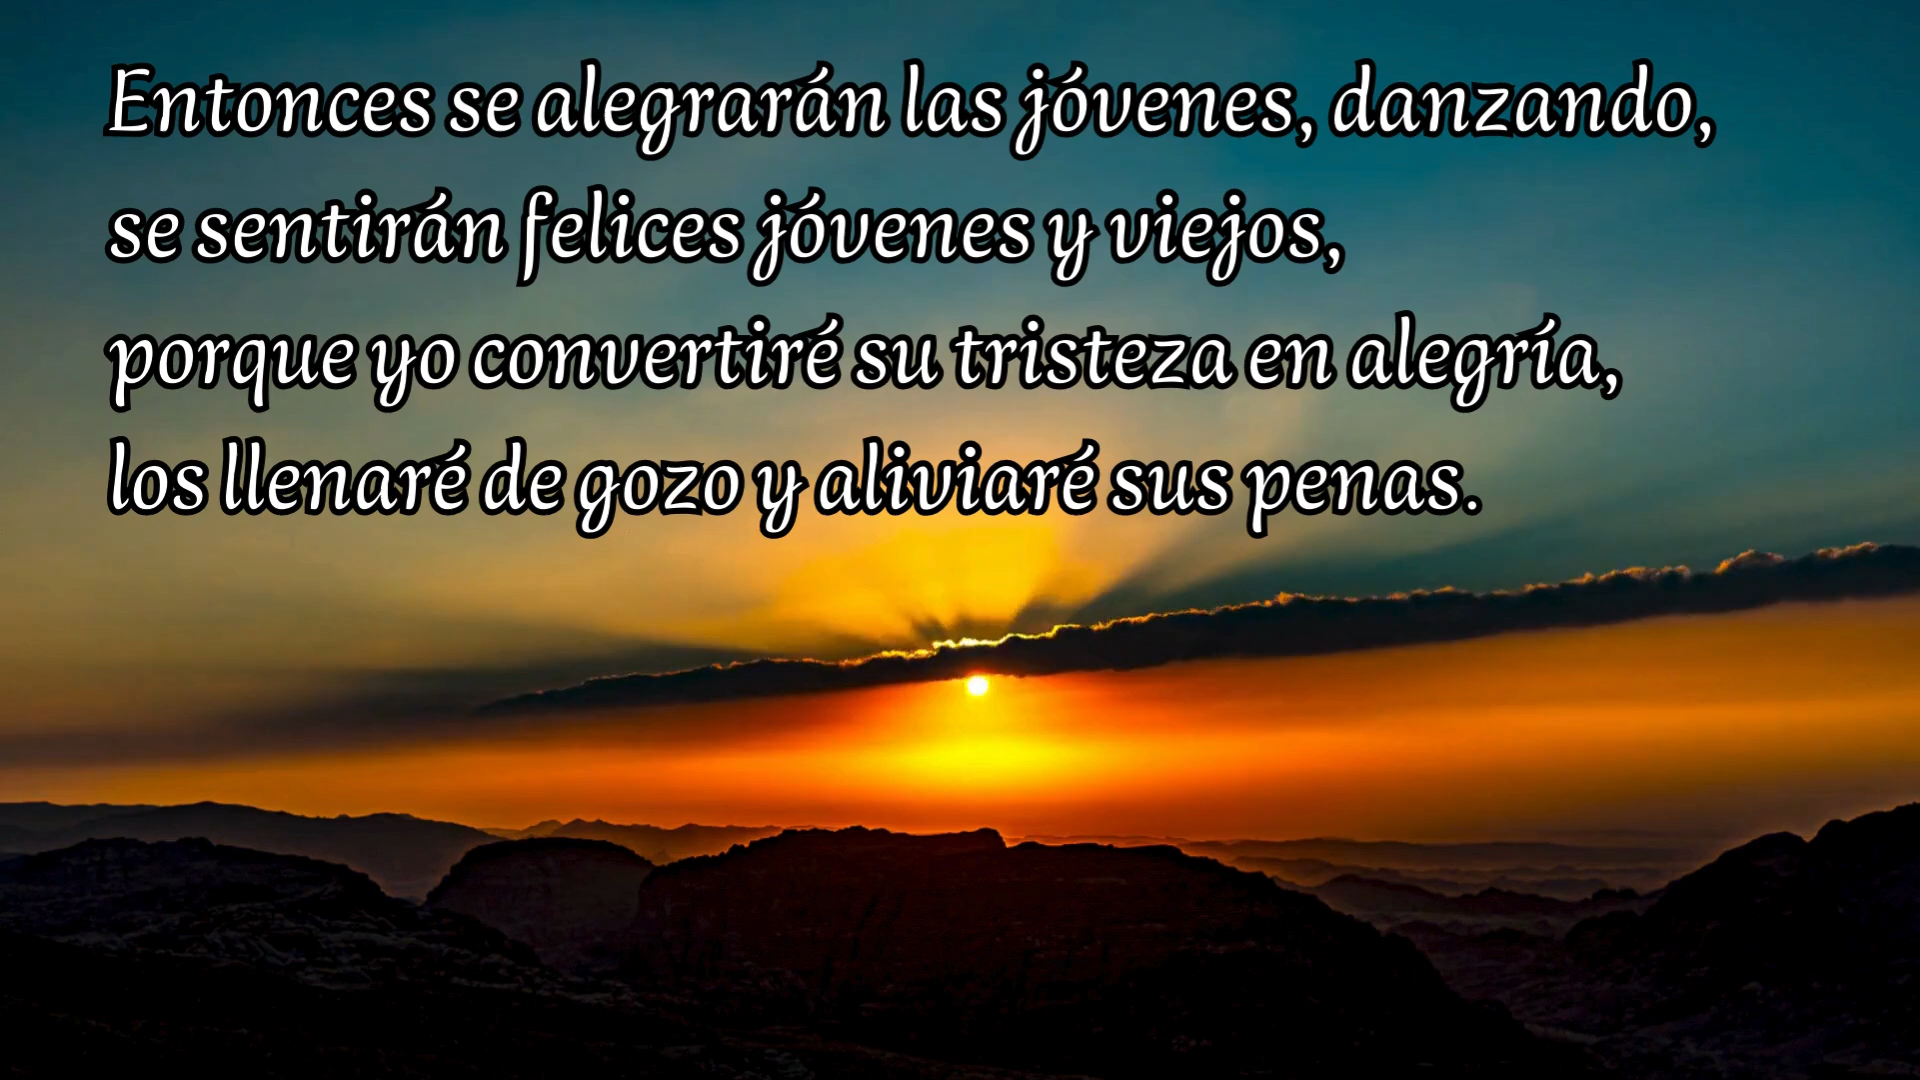 Entonces se alegrarán las jóvenes, danzando,
se sentirán felices jóvenes y viejos,
porque yo convertiré su tristeza en alegría,
los llenaré de gozo y aliviaré sus penas.